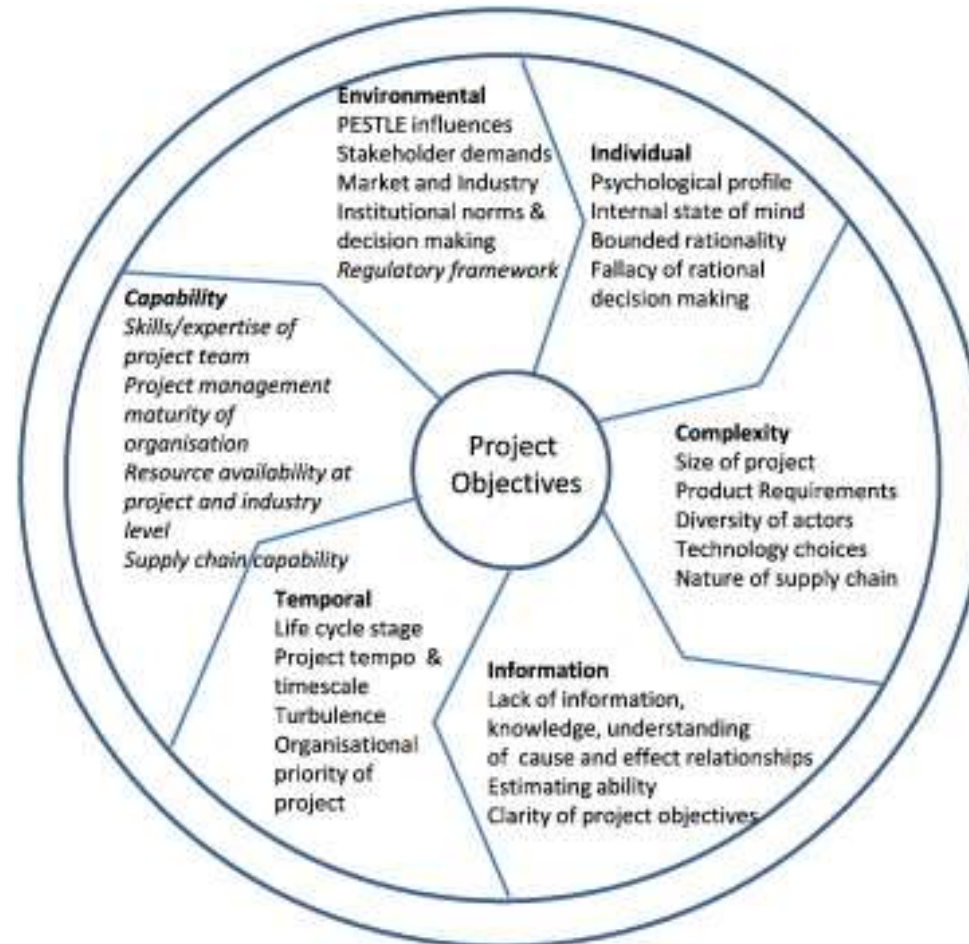 Environmental
PESTLE influences
Stakeholder demands
Market and Industry
Institutional norms &
decision making
Regulatory framework
Individual
Psychological profile
Internal state of mind
Bounded rationality
Fallacy of rational
decision making
Complexity
Size of project
Product Requirements
Diversity of actors
Technology choices
Nature of supply chain
Information
Lack of information,
knowledge, understanding
of cause and effect relationships
Estimating ability
Clarity of project objectives
Temporal
Life cycle stage
Project tempo &
timescale
Turbulence
Organisational
priority of
project
Capability
Skills/expertise of
project team
Project management
maturity of
organisation
Resource availability at
project and industry
level
Supply chain capability
Project
Objectives